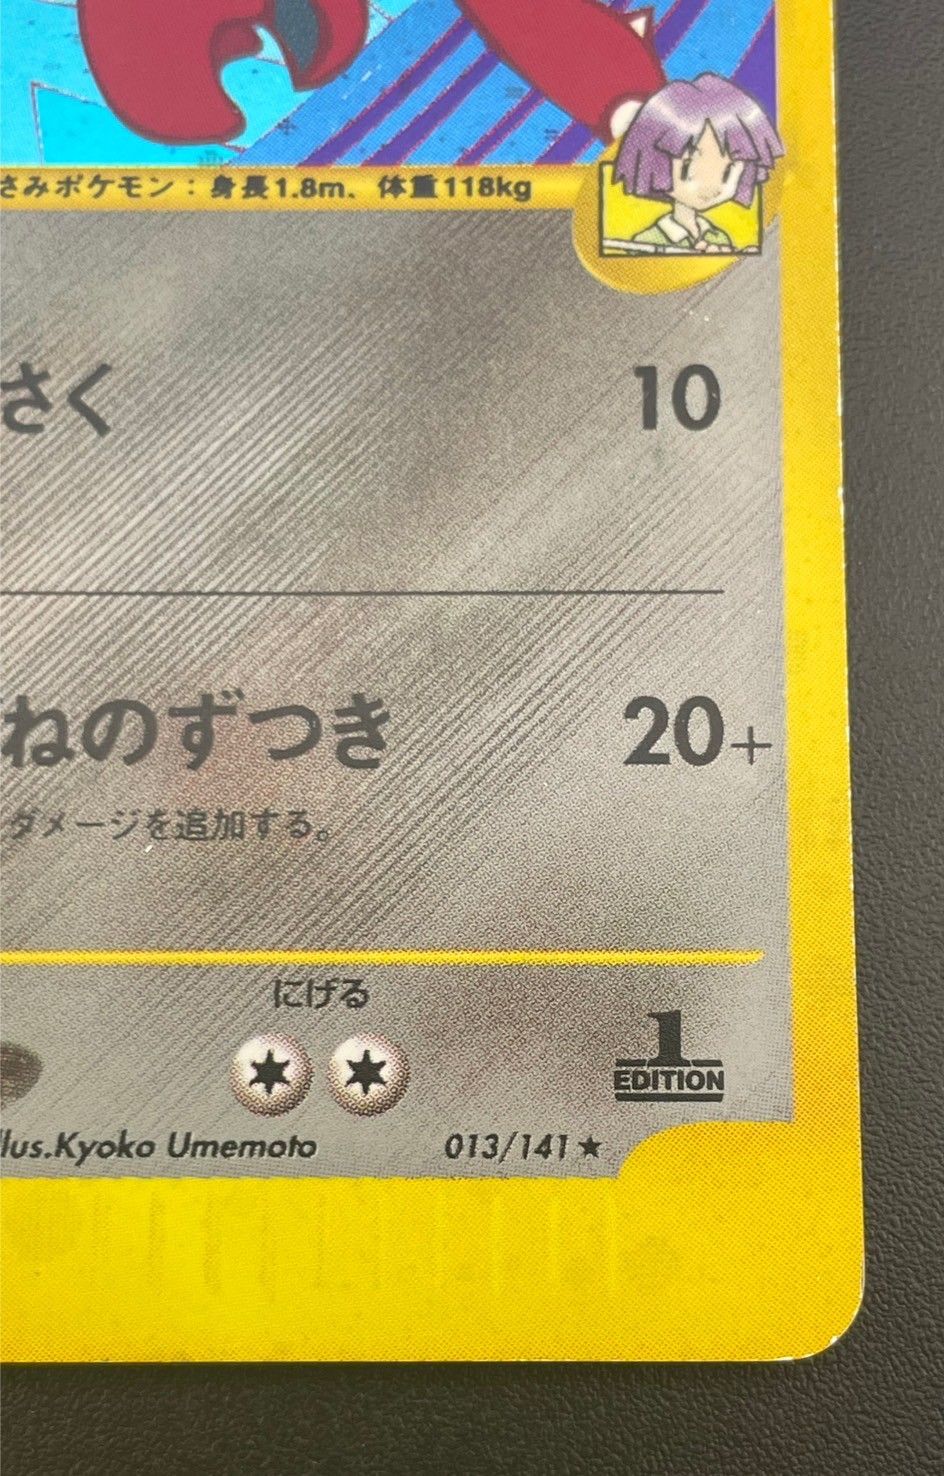 さみポケモン：身長1.8m、体重118kg
さく 10
ねのずつき 20+
ダメージを追加する。
にげる
1
EDITION
llus.Kyoko Umemoto 013/141★